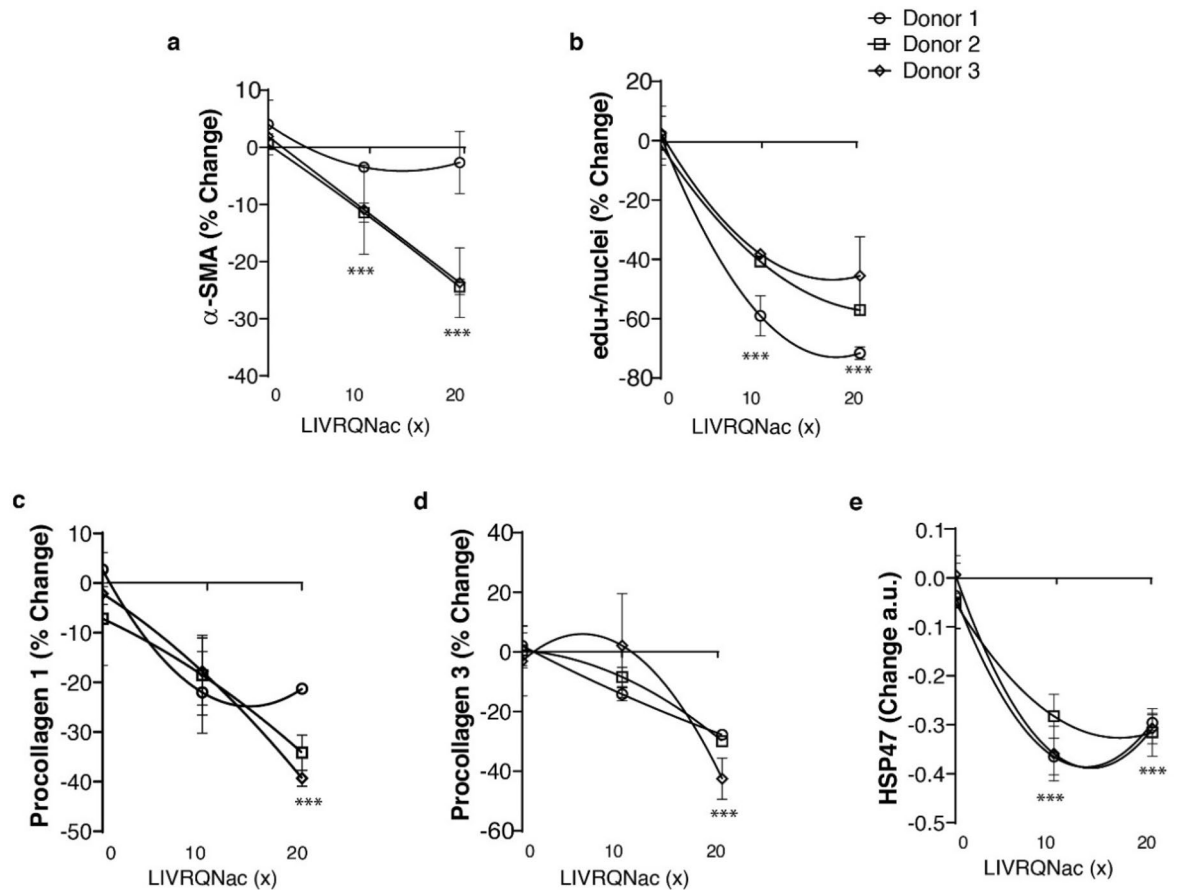 Donor 1
Donor 2
Donor 3
a
α-SMA (% Change)
10
0
-10
-20
-30
-40
***
***
0 10 20
LIVRQNac (x)
b
edu+/nuclei (% Change)
20
0
-20
-40
-60
-80
***
***
0 10 20
LIVRQNac (x)
c
Procollagen 1 (% Change)
10
0
-10
-20
-30
-40
-50
***
0 10 20
LIVRQNac (x)
d
Procollagen 3 (% Change)
40
20
0
-20
-40
-60
***
0 10 20
LIVRQNac (x)
e
HSP47 (Change a.u.)
0.1
0.0
-0.1
-0.2
-0.3
-0.4
-0.5
***
***
0 10 20
LIVRQNac (x)